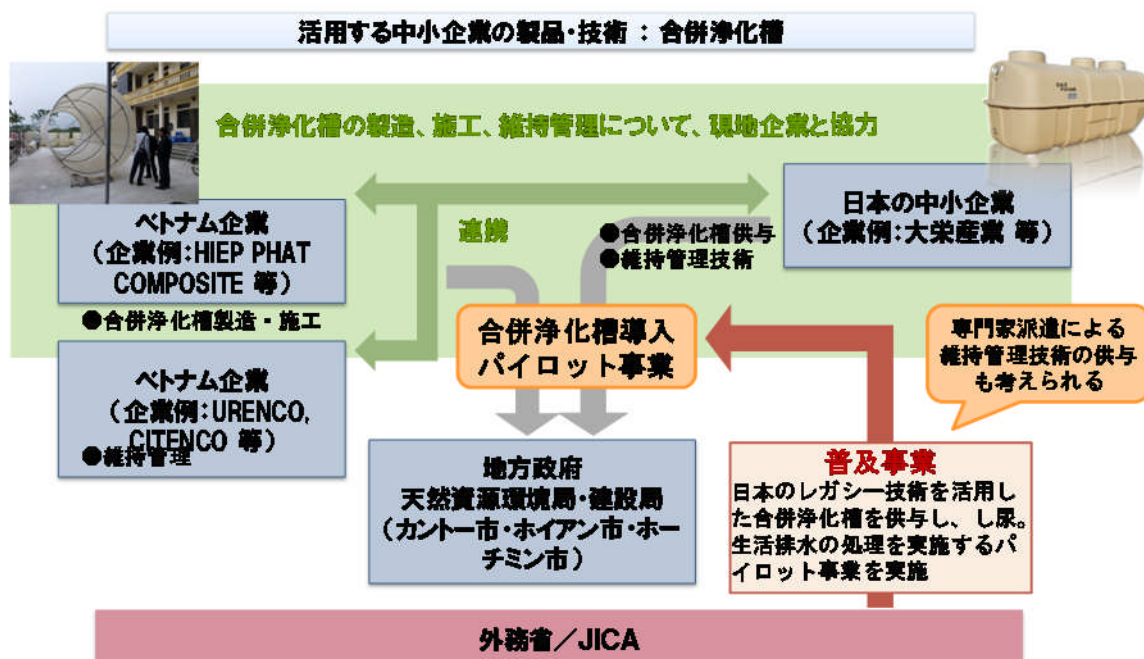 活用する中小企業の製品・技術 : 合併浄化槽
合併浄化槽の製造、施工、維持管理について、現地企業と協力
ベトナム企業
(企業例:HIEP PHAT
COMPOSITE 等)
●合併浄化槽製造・施工
連携
●合併浄化槽供与
●維持管理技術
日本の中小企業
(企業例:大栄産業 等)
合併浄化槽導入
パイロット事業
専門家派遣による
維持管理技術の供与
も考えられる
ベトナム企業
(企業例:URENCO,
CITENCO 等)
●維持管理
地方政府
天然資源環境局・建設局
(カントー市・ホイアン市・ホー
チミン市)
普及事業
日本のレガシー技術を活用し
た合併浄化槽を供与し、し尿。
生活排水の処理を実施するパ
イロット事業を実施
外務省/JICA